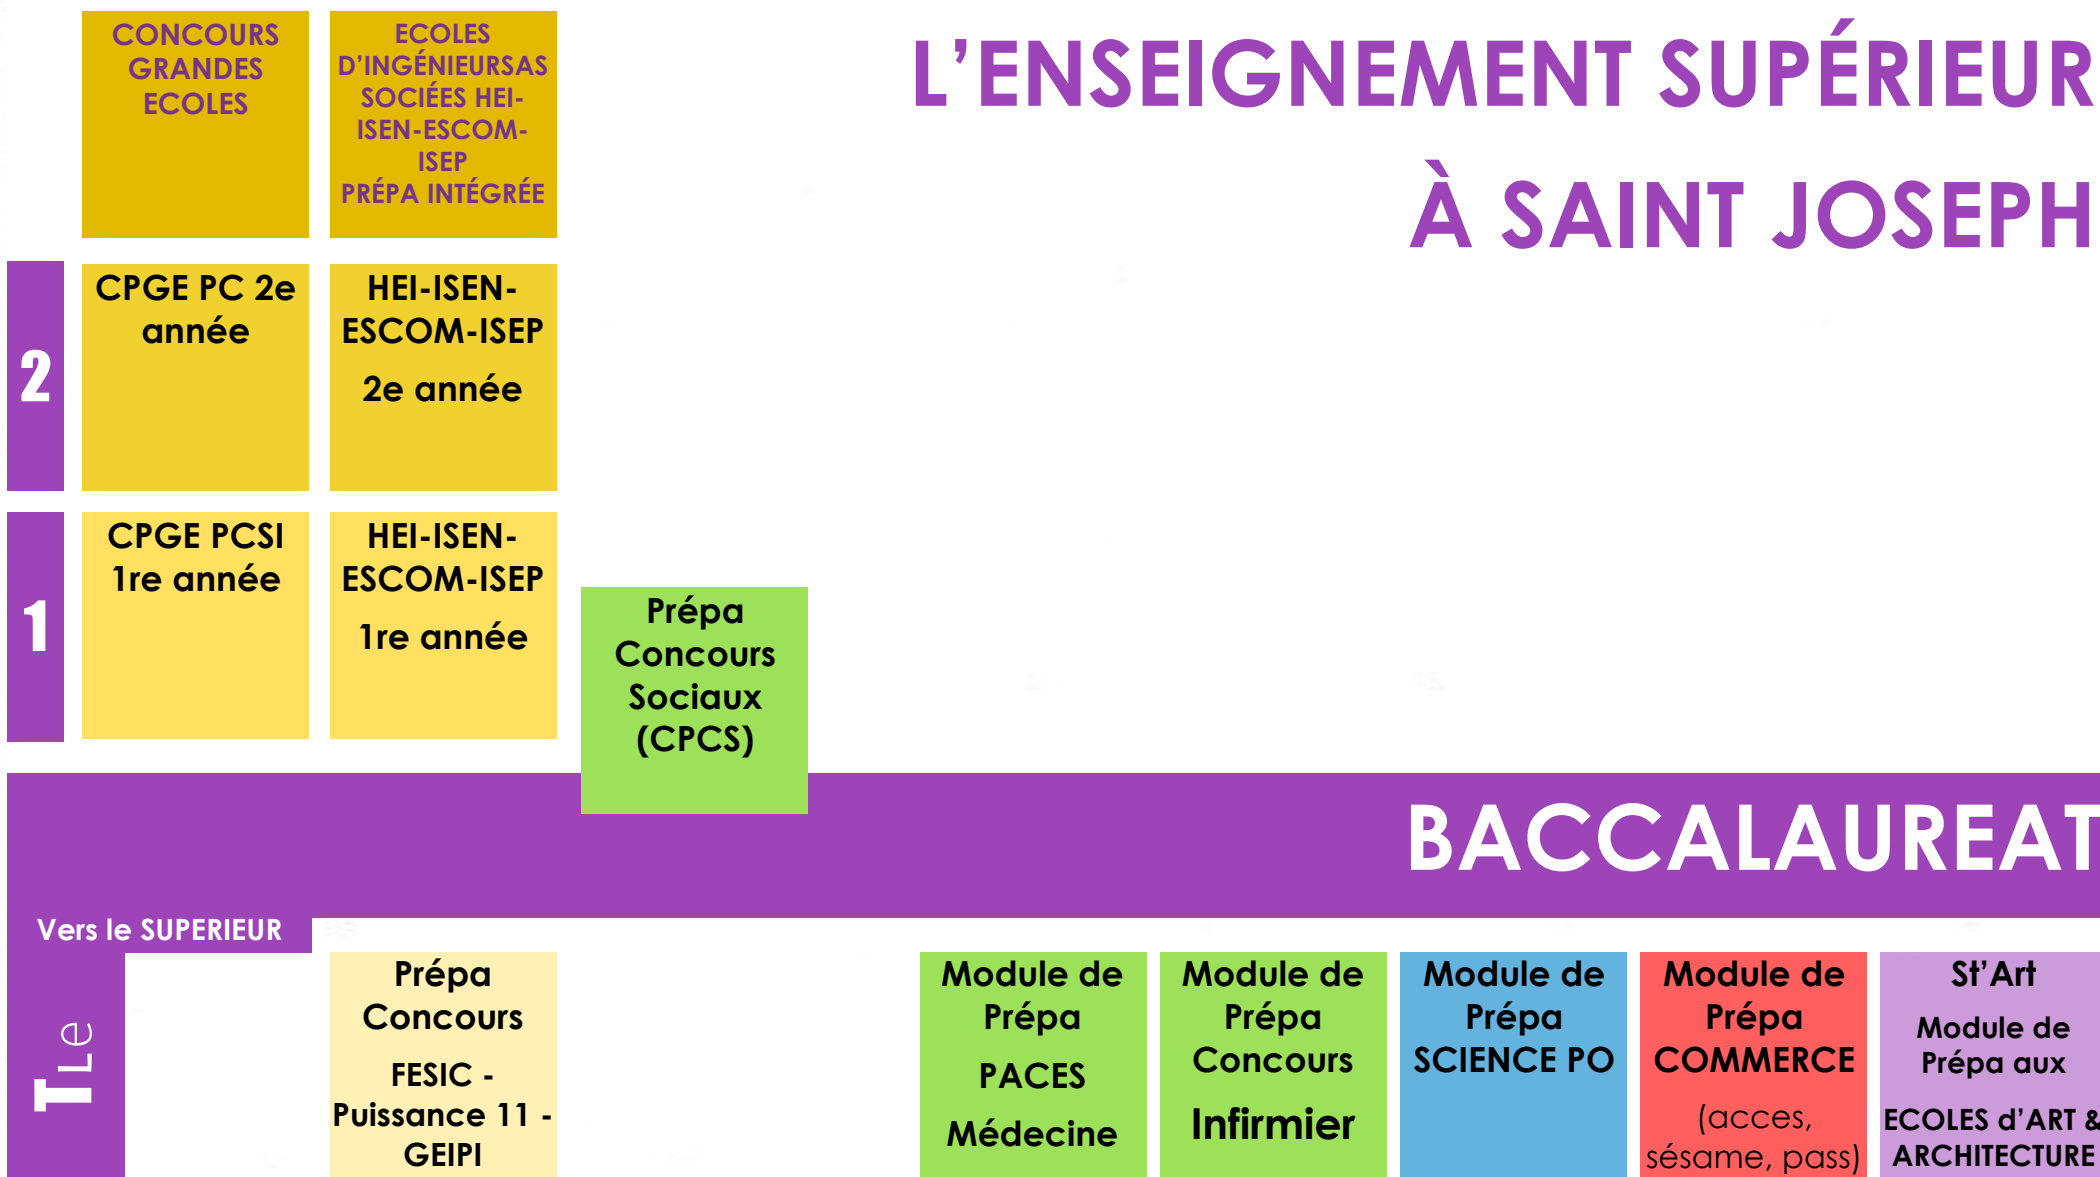 CONCOURS
GRANDES
ECOLES
ECOLES
D'INGÉNIEURSAS
SOCIÉES HEI-
ISEN-ESCOM-
ISEP
PRÉPA INTÉGRÉE
L'ENSEIGNEMENT SUPÉRIEUR
À SAINT JOSEPH
2
CPGE PC 2e
année
HEI-ISEN-
ESCOM-ISEP
2e année
1
CPGE PCSI
1re année
HEI-ISEN-
ESCOM-ISEP
1re année
Prépa
Concours
Sociaux
(CPCS)
BACCALAUREAT
Vers le SUPERIEUR
TLe
Prépa
Concours
FESIC -
Puissance 11 -
GEIPI
Module de
Prépa
PACES
Médecine
Module de
Prépa
Concours
Infirmier
Module de
Prépa
SCIENCE PO
Module de
Prépa
COMMERCE
(acces,
sésame, pass)
St'Art
Module de
Prépa aux
ECOLES d'ART &
ARCHITECTURE